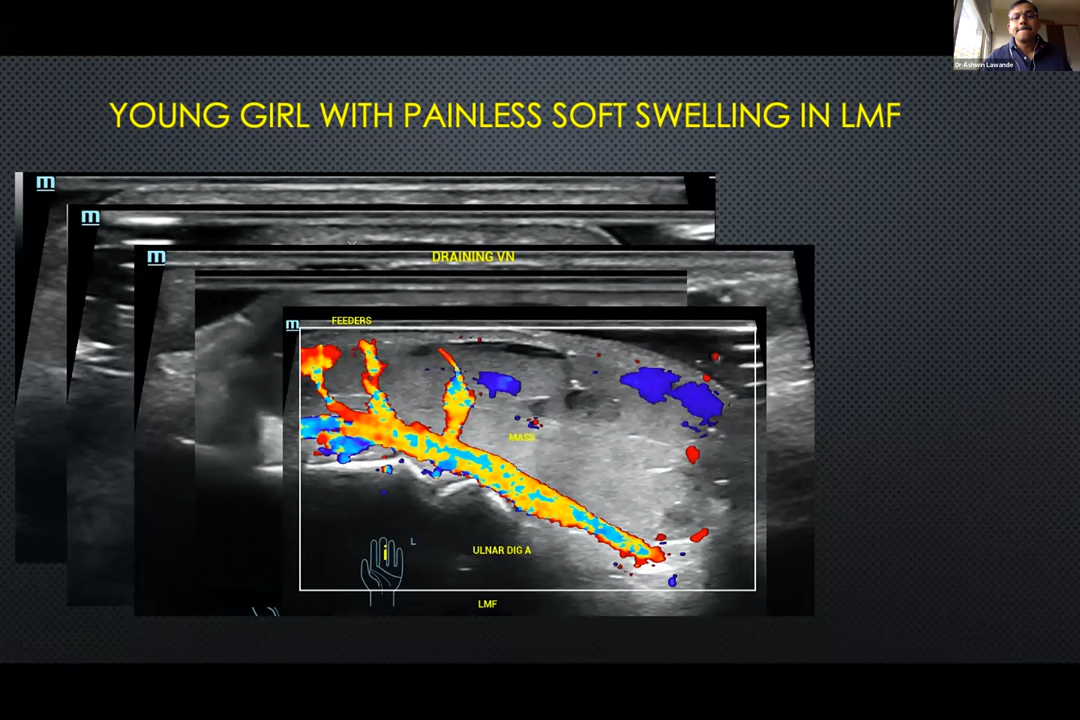 Dr Ashwin Lawande
YOUNG GIRL WITH PAINLESS SOFT SWELLING IN LMF
m
m
m
DRAINING VN
m
FEEDERS
MASS
ULNAR DIG A
L
i
LMF